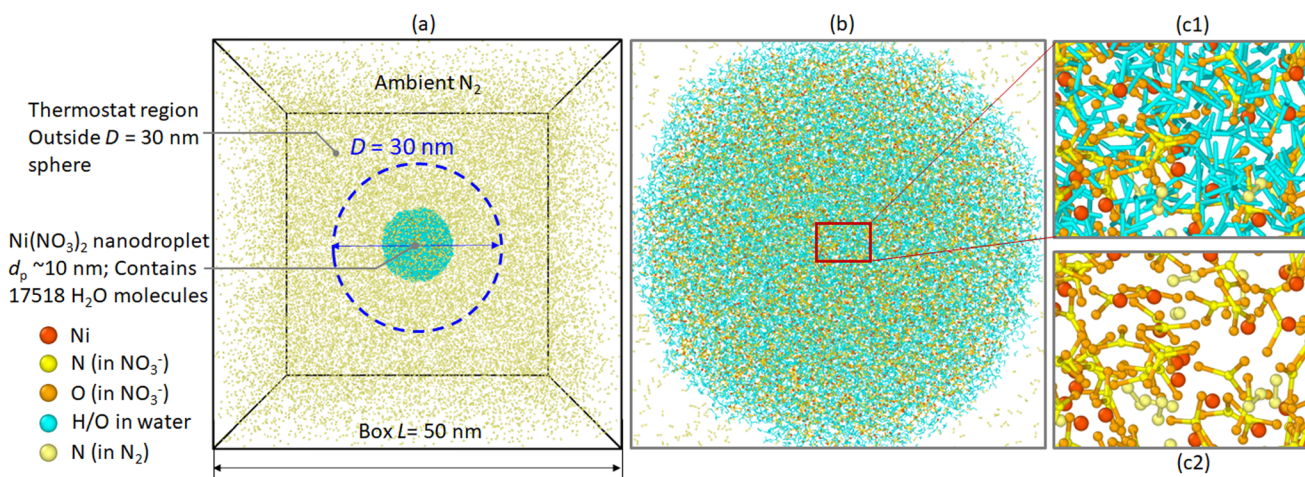 (a)
(b)
(c1)
Ambient N₂
Thermostat region
Outside D = 30 nm
sphere
D = 30 nm
Ni(NO₃)₂ nanodroplet
dₚ ~10 nm; Contains
17518 H₂O molecules
Ni
N (in NO₃⁻)
O (in NO₃⁻)
H/O in water
N (in N₂)
Box L= 50 nm
(c2)